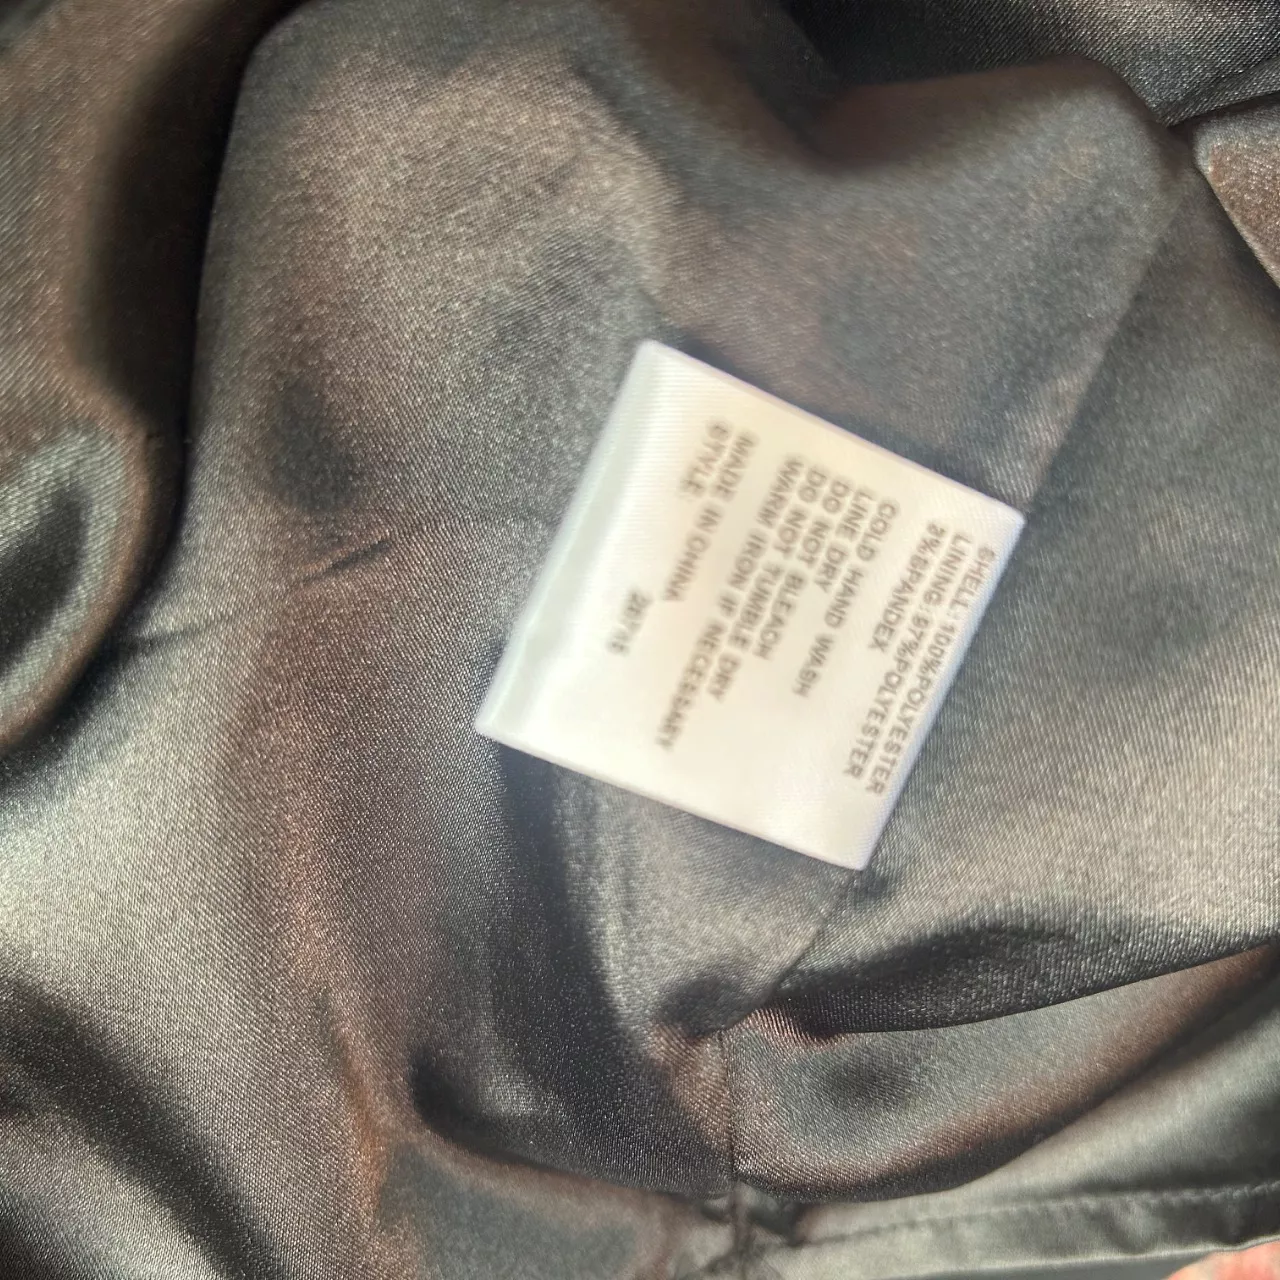 SHELL: 100%POLYESTER
LINING: 97%POLYESTER
3%SPANDEX
COLD HAND WASH
LINE DRY
DO NOT BLEACH
DO NOT TUMBLE DRY
WARM IRON IF NECESSARY
MADE IN CHINA
STYLE: